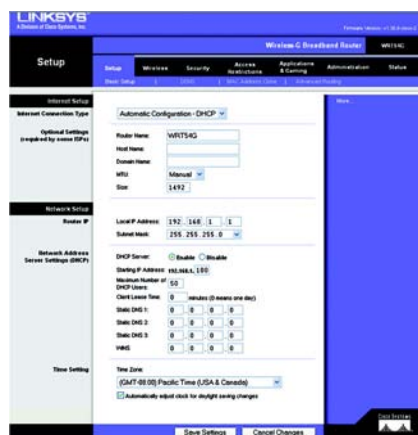 LINKSYS®
A Division of Cisco Systems, Inc.
Wireless-G Broadband Router
WRT54G
Setup
Setup
Wireless
Security
Access Restrictions
Applications & Gaming
Administration
Status
Basic Setup | DDNS | MAC Address Clone | Advanced Routing
Internet Setup
Internet Connection Type
Automatic Configuration - DHCP
More...
Optional Settings
(required by some ISPs)
Router Name: WRT54G
Host Name:
Domain Name:
MTU: Manual
Size: 1492
Network Setup
Router IP
Local IP Address: 192 . 168 . 1 . 1
Subnet Mask: 255.255.255.0
Network Address
Server Settings (DHCP)
DHCP Server: Enable Disable
Starting IP Address: 192.168.1. 100
Maximum Number of DHCP Users: 50
Client Lease Time: 0 minutes (0 means one day)
Static DNS 1: 0 . 0 . 0 . 0
Static DNS 2: 0 . 0 . 0 . 0
Static DNS 3: 0 . 0 . 0 . 0
WINS: 0 . 0 . 0 . 0
Time Setting
Time Zone:
(GMT-08:00) Pacific Time (USA & Canada)
Automatically adjust clock for daylight saving changes
Save Settings
Cancel Changes
Cisco Systems